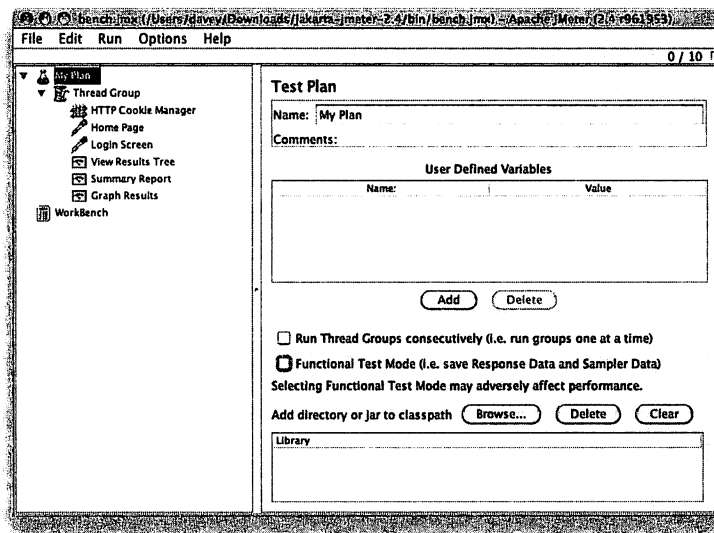 bench.jmx (/Users/davey/Downloads/jakarta-jmeter-2.4/bin/bench.jmx) - Apache JMeter (2.4 r961953)
File Edit Run Options Help
0 / 10
My Plan
Thread Group
HTTP Cookie Manager
Home Page
Login Screen
View Results Tree
Summary Report
Graph Results
WorkBench
Test Plan
Name: My Plan
Comments:
User Defined Variables
Name: Value
Add Delete
Run Thread Groups consecutively (i.e. run groups one at a time)
Functional Test Mode (i.e. save Response Data and Sampler Data)
Selecting Functional Test Mode may adversely affect performance.
Add directory or jar to classpath Browse... Delete Clear
Library